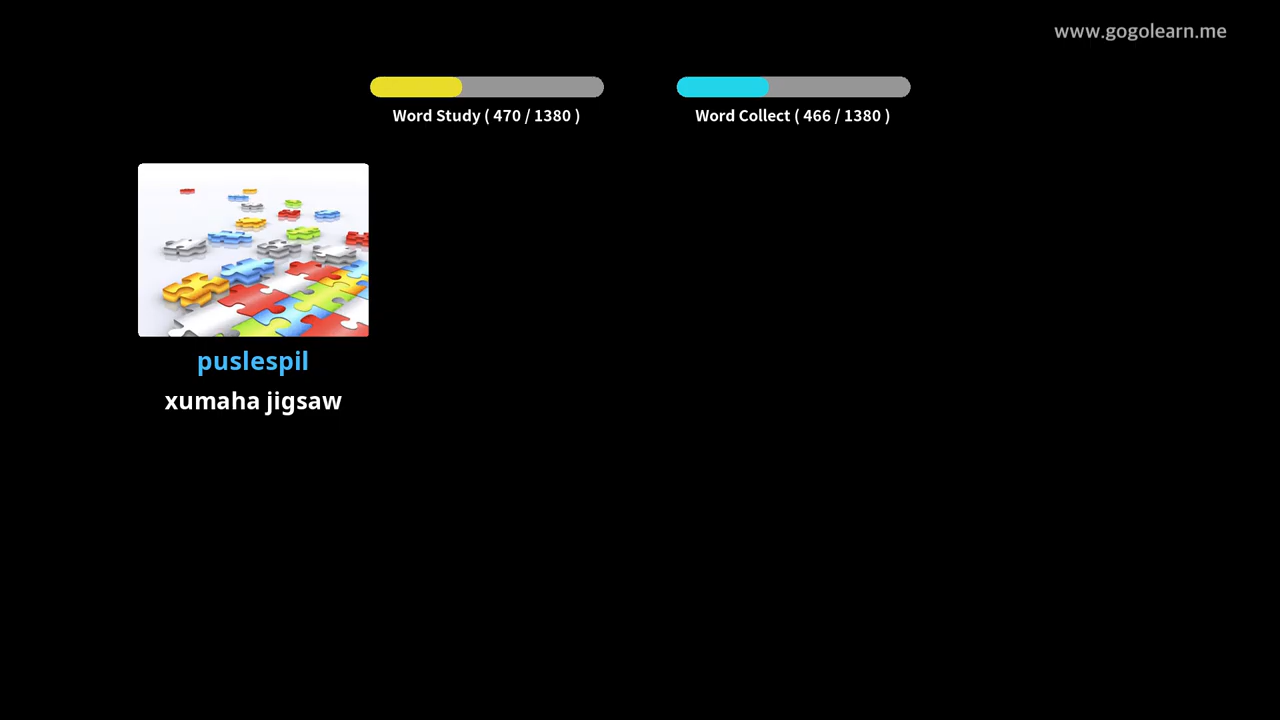 www.gogolearn.me
Word Study ( 470 / 1380 )
Word Collect ( 466 / 1380 )
puslespil
xumaha jigsaw